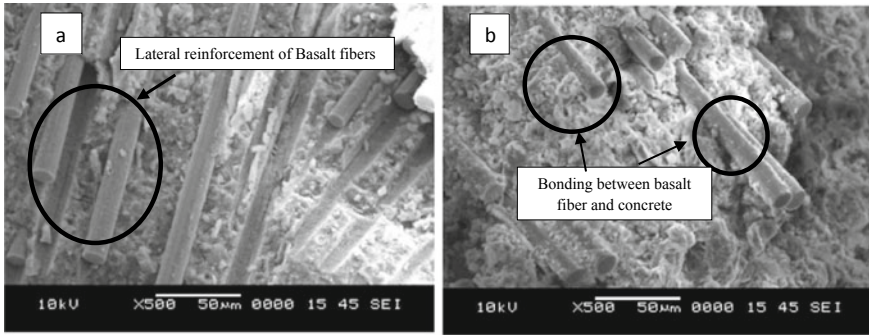 a
Lateral reinforcement of Basalt fibers
10kV X500 50µm 0000 15 45 SEI
b
Bonding between basalt
fiber and concrete
10kV X500 50µm 0000 15 45 SEI